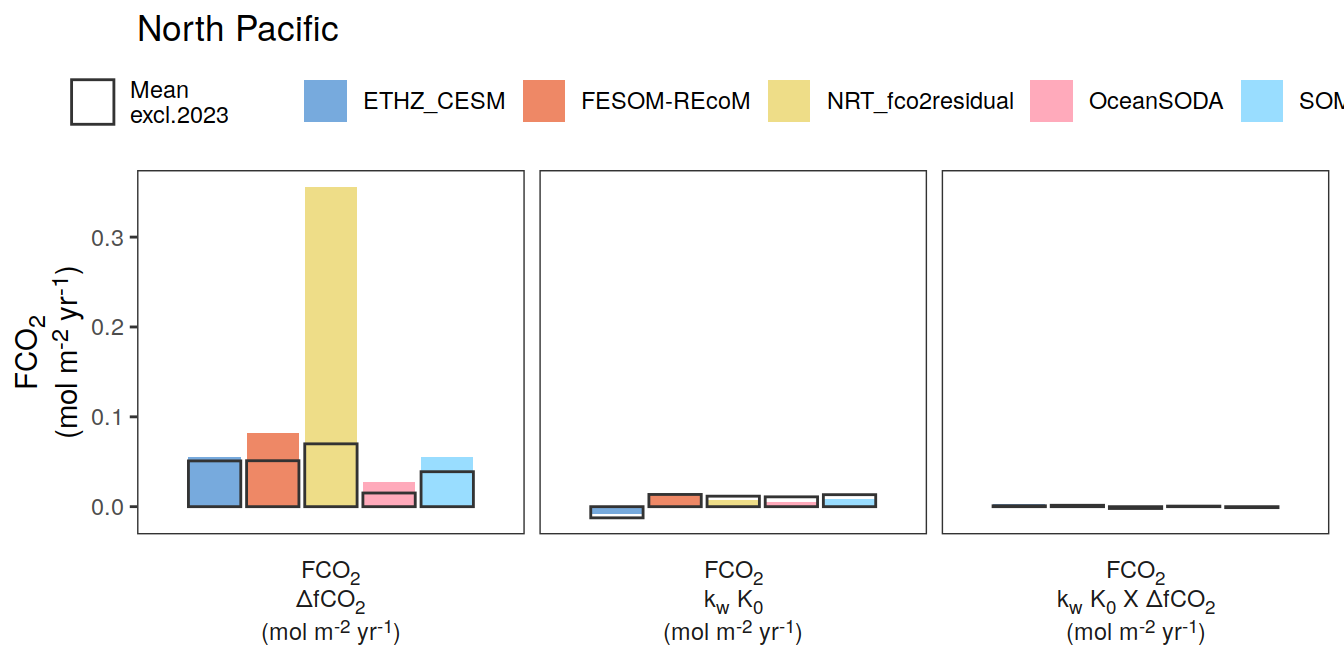 North Pacific
Mean
excl.2023
ETHZ_CESM
FESOM-REcoM
NRT_fco2residual
OceanSODA
SOM
FCO₂
(mol m⁻² yr⁻¹)
0.3
0.2
0.1
0.0
FCO₂
ΔfCO₂
(mol m⁻² yr⁻¹)
FCO₂
k_w K₀
(mol m⁻² yr⁻¹)
FCO₂
k_w K₀ X ΔfCO₂
(mol m⁻² yr⁻¹)